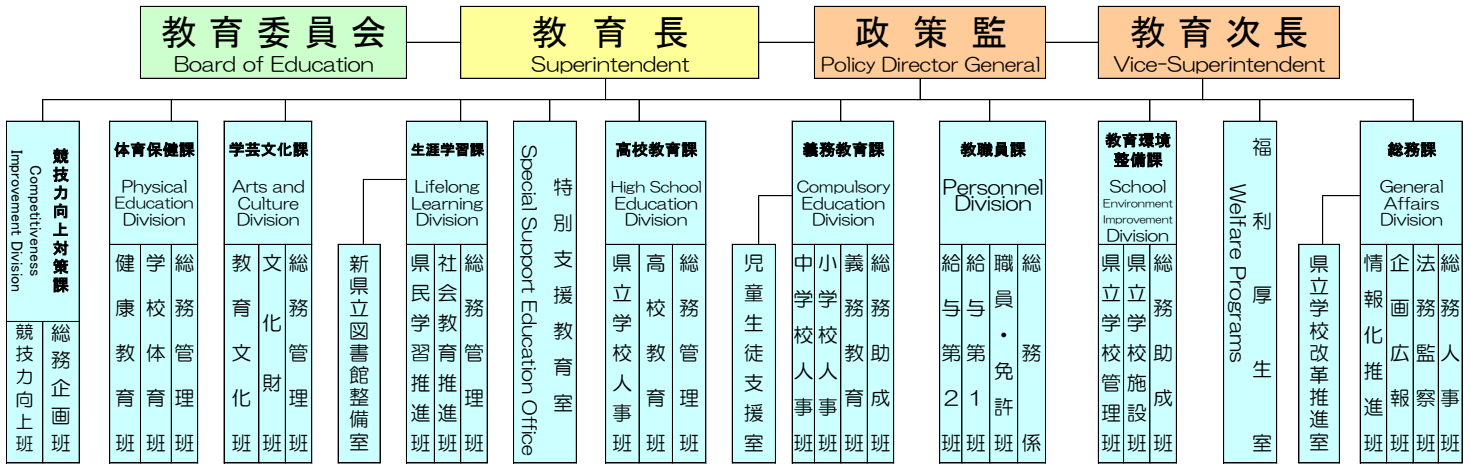 教育委員会
Board of Education
教育長
Superintendent
政策監
Policy Director General
教育次長
Vice-Superintendent
競技力向上対策課
Competitiveness
Improvement Division
総務企画班
競技力向上班
体育保健課
Physical
Education
Division
総務管理班
学校体育班
健康教育班
学芸文化課
Arts and
Culture
Division
総務管理班
文化財班
教育文化班
生涯学習課
Lifelong
Learning
Division
総務管理班
社会教育推進班
県民学習推進班
新県立図書館整備室
特別支援教育室
Special Support Education Office
高校教育課
High School
Education
Division
総務管理班
高校教育班
県立学校人事班
義務教育課
Compulsory
Education
Division
総務助成班
義務教育班
小学校人事班
中学校人事班
児童生徒支援室
教職員課
Personnel
Division
総務係
職員・免許班
給与第1班
給与第2班
教育環境
整備課
School
Environment
Improvement
Division
総務助成班
県立学校施設班
県立学校管理班
福利厚生室
Welfare Programs
総務課
General
Affairs
Division
総務人事班
法務監察班
企画広報班
情報化推進班
県立学校改革推進室